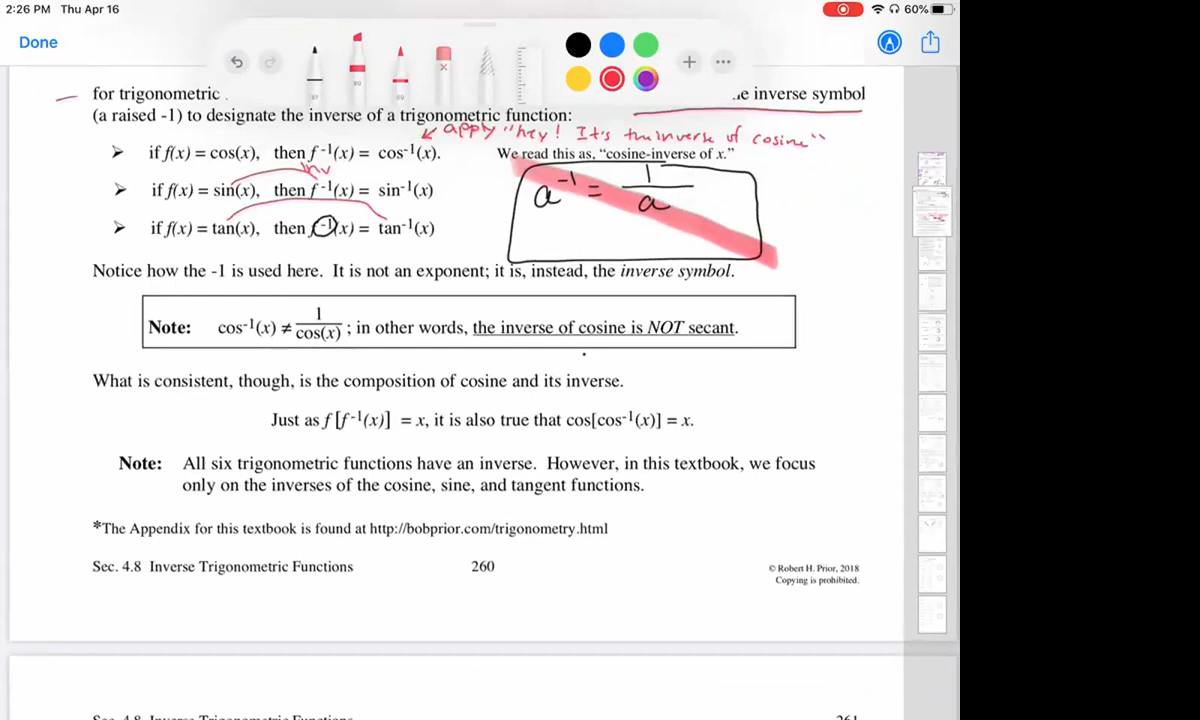 2:26 PM Thu Apr 16
60%
Done
for trigonometric
e inverse symbol
(a raised -1) to designate the inverse of a trigonometric function:
apply "hey! It's the inverse of cosine"
➢ if f(x) = cos(x), then f⁻¹(x) = cos⁻¹(x). We read this as, "cosine-inverse of x."
inv
➢ if f(x) = sin(x), then f⁻¹(x) = sin⁻¹(x)
a⁻¹ = 1/a
➢ if f(x) = tan(x), then f⁻¹(x) = tan⁻¹(x)
Notice how the -1 is used here. It is not an exponent; it is, instead, the inverse symbol.
Note: cos⁻¹(x) ≠ 1/cos(x) ; in other words, the inverse of cosine is NOT secant.
What is consistent, though, is the composition of cosine and its inverse.
Just as f [f⁻¹(x)] = x, it is also true that cos[cos⁻¹(x)] = x.
Note: All six trigonometric functions have an inverse. However, in this textbook, we focus
only on the inverses of the cosine, sine, and tangent functions.
*The Appendix for this textbook is found at http://bobprior.com/trigonometry.html
Sec. 4.8 Inverse Trigonometric Functions 260 © Robert H. Prior, 2018
Copying is prohibited.
Sec. 4.8 Inverse Trigonometric Functions 261